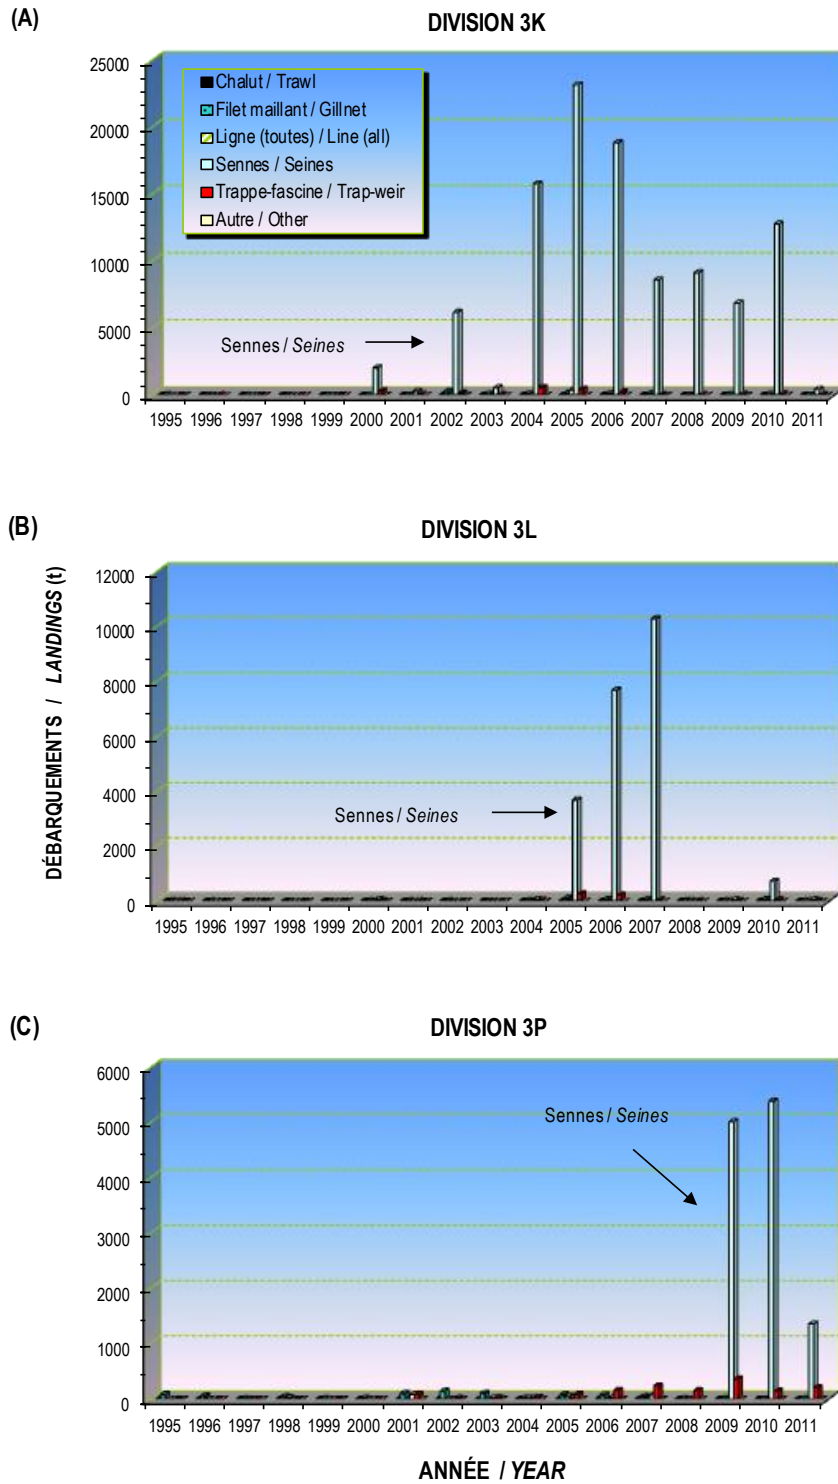 (A)
DIVISION 3K
25000
20000
15000
10000
5000
0
Chalut / Trawl
Filet maillant / Gillnet
Ligne (toutes) / Line (all)
Sennes / Seines
Trappe-fascine / Trap-weir
Autre / Other
Sennes / Seines
1995 1996 1997 1998 1999 2000 2001 2002 2003 2004 2005 2006 2007 2008 2009 2010 2011
(B)
DIVISION 3L
DÉBARQUEMENTS / LANDINGS (t)
12000
10000
8000
6000
4000
2000
0
Sennes / Seines
1995 1996 1997 1998 1999 2000 2001 2002 2003 2004 2005 2006 2007 2008 2009 2010 2011
(C)
DIVISION 3P
6000
5000
4000
3000
2000
1000
0
Sennes / Seines
1995 1996 1997 1998 1999 2000 2001 2002 2003 2004 2005 2006 2007 2008 2009 2010 2011
ANNÉE / YEAR